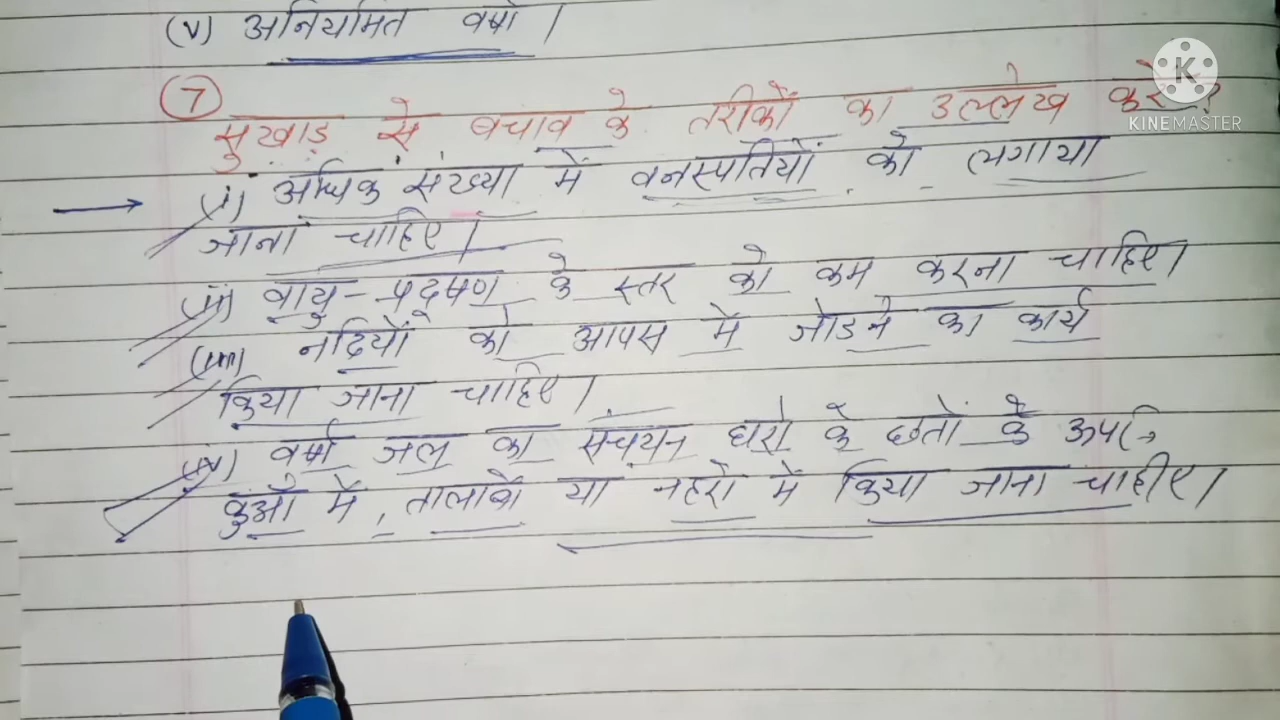 (v) अनियमित वर्षा।
(7) सुखाड़ से बचाव के तरीकों का उल्लेख करें?
→ (i) अधिक संख्या में वनस्पतियों को लगाया
जाना चाहिए।
(ii) वायु-प्रदूषण के स्तर को कम करना चाहिए।
(iii) नदियों को आपस में जोडने का कार्य
किया जाना चाहिए।
(iv) वर्षा जल का संचयन घरो के छतों के ऊपर,
कुओं में, तालाबों या नहरों में किया जाना चाहीए।
K
KINEMASTER